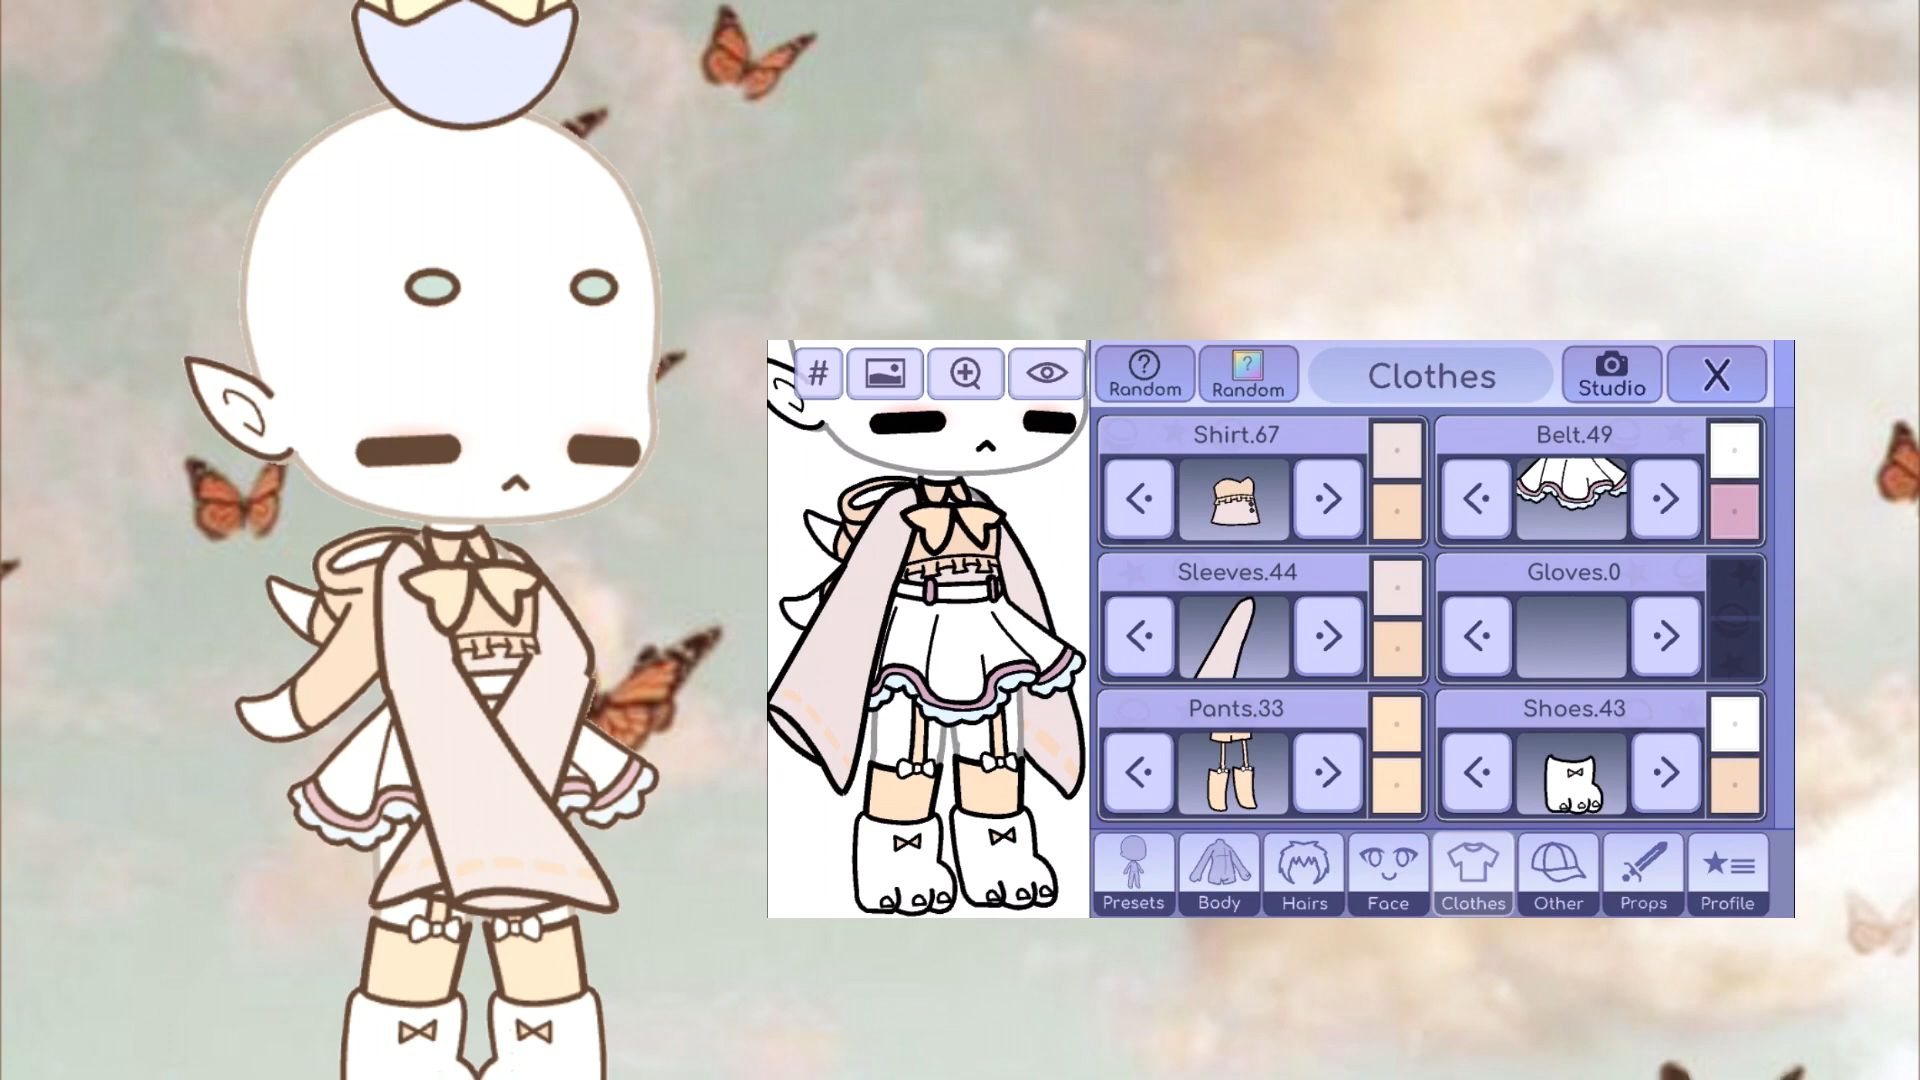 #
? Random
? Random
Clothes
Studio
X
Shirt.67
Belt.49
Sleeves.44
Gloves.0
Pants.33
Shoes.43
Presets
Body
Hairs
Face
Clothes
Other
Props
Profile